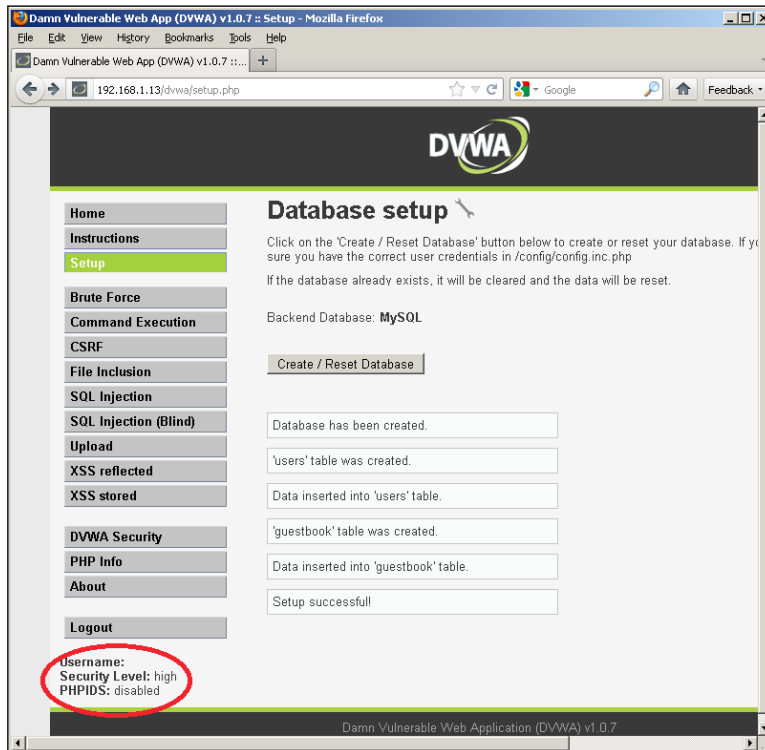 Damn Vulnerable Web App (DVWA) v1.0.7 :: Setup - Mozilla Firefox
File Edit View History Bookmarks Tools Help
Damn Vulnerable Web App (DVWA) v1.0.7 ::...
192.168.1.13/dvwa/setup.php
Google
Feedback
DVWA
Home
Instructions
Setup
Brute Force
Command Execution
CSRF
File Inclusion
SQL Injection
SQL Injection (Blind)
Upload
XSS reflected
XSS stored
DVWA Security
PHP Info
About
Logout
Username:
Security Level: high
PHPIDS: disabled
Database setup
Click on the 'Create / Reset Database' button below to create or reset your database. If
sure you have the correct user credentials in /config/config.inc.php
If the database already exists, it will be cleared and the data will be reset.
Backend Database: MySQL
Create / Reset Database
Database has been created.
'users' table was created.
Data inserted into 'users' table.
'guestbook' table was created.
Data inserted into 'guestbook' table.
Setup successful!
Damn Vulnerable Web Application (DVWA) v1.0.7